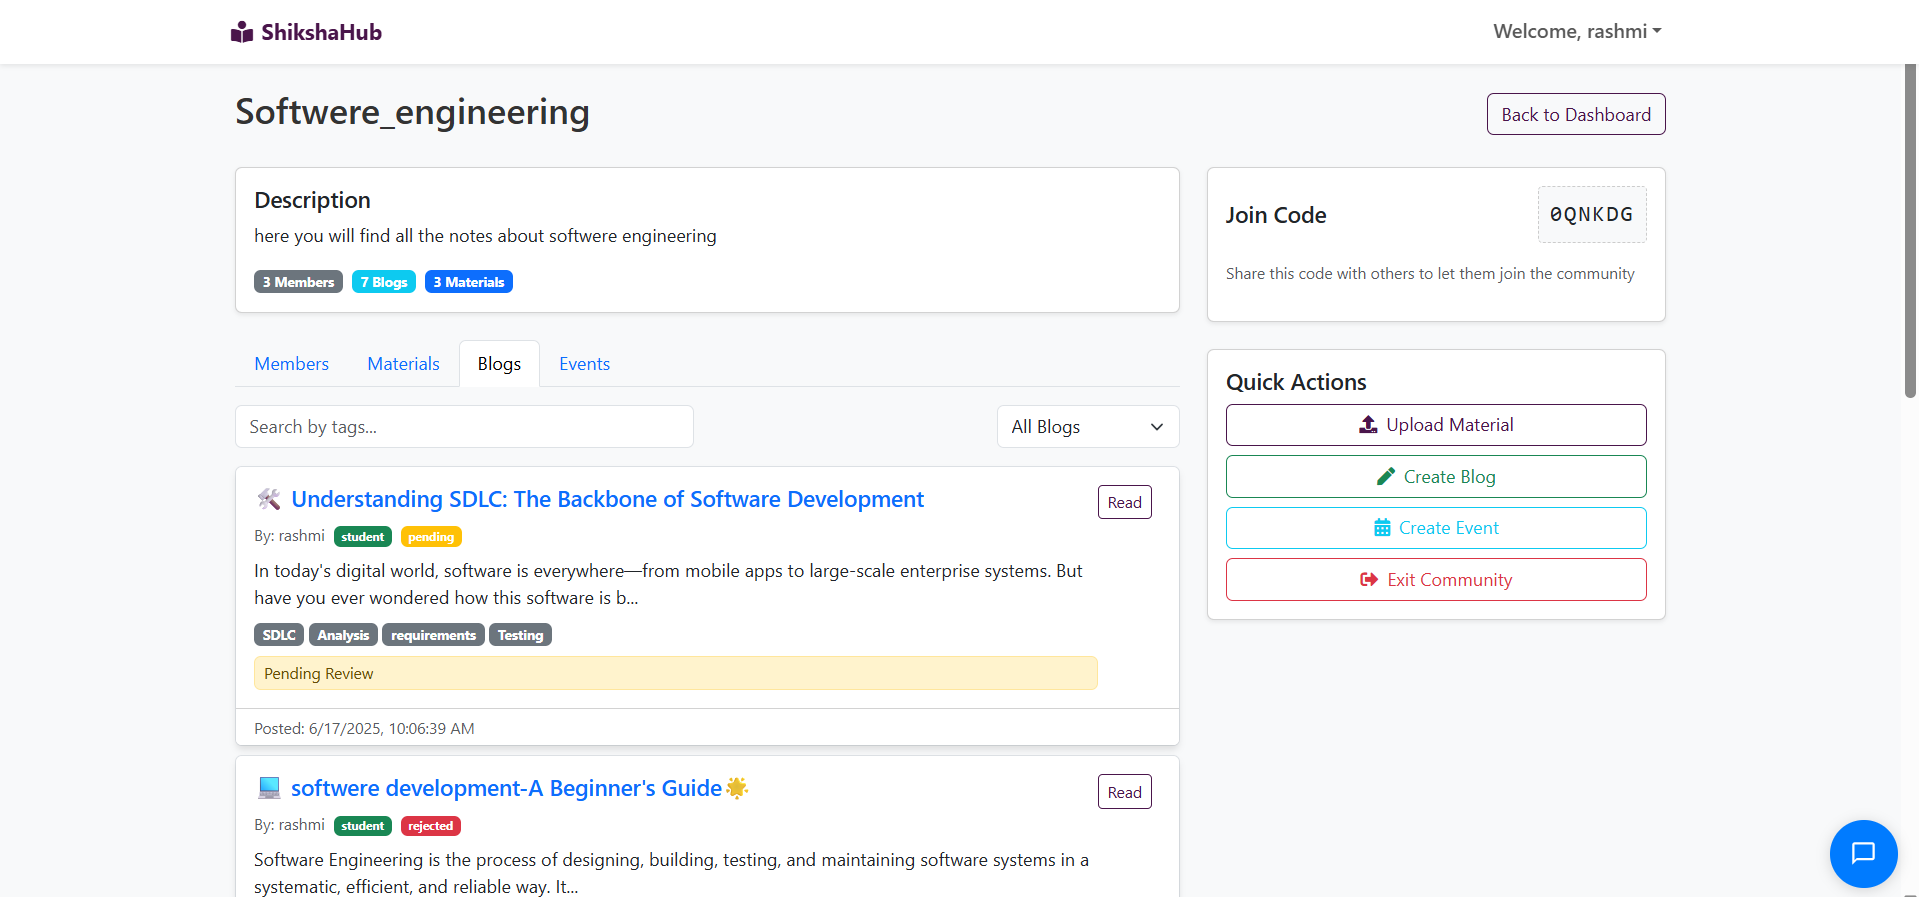 ShikshaHub
Welcome, rashmi
Softwere_engineering
Back to Dashboard
Description
here you will find all the notes about softwere engineering
3 Members 7 Blogs 3 Materials
Join Code
0QNKDG
Share this code with others to let them join the community
Members Materials Blogs Events
Search by tags...
All Blogs
Quick Actions
Upload Material
Create Blog
Create Event
Exit Community
🛠️ Understanding SDLC: The Backbone of Software Development
Read
By: rashmi student pending
In today's digital world, software is everywhere—from mobile apps to large-scale enterprise systems. But
have you ever wondered how this software is b...
SDLC Analysis requirements Testing
Pending Review
Posted: 6/17/2025, 10:06:39 AM
💻 softwere development-A Beginner's Guide🌟
Read
By: rashmi student rejected
Software Engineering is the process of designing, building, testing, and maintaining software systems in a
systematic, efficient, and reliable way. It...